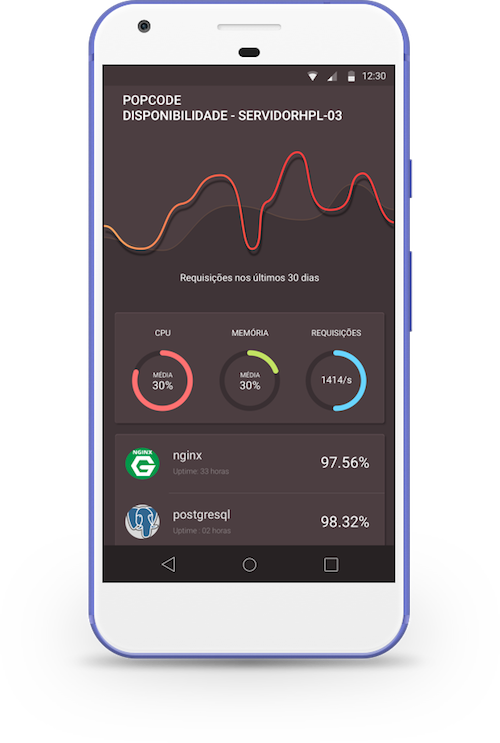 12:30
POPCODE
DISPONIBILIDADE - SERVIDORHPL-03
Requisições nos últimos 30 dias
CPU
MEMÓRIA
REQUISIÇÕES
MÉDIA
30%
MÉDIA
30%
1414/s
NGINX
G
nginx
Uptime: 33 horas
97.56%
postgresql
Uptime : 02 horas
98.32%